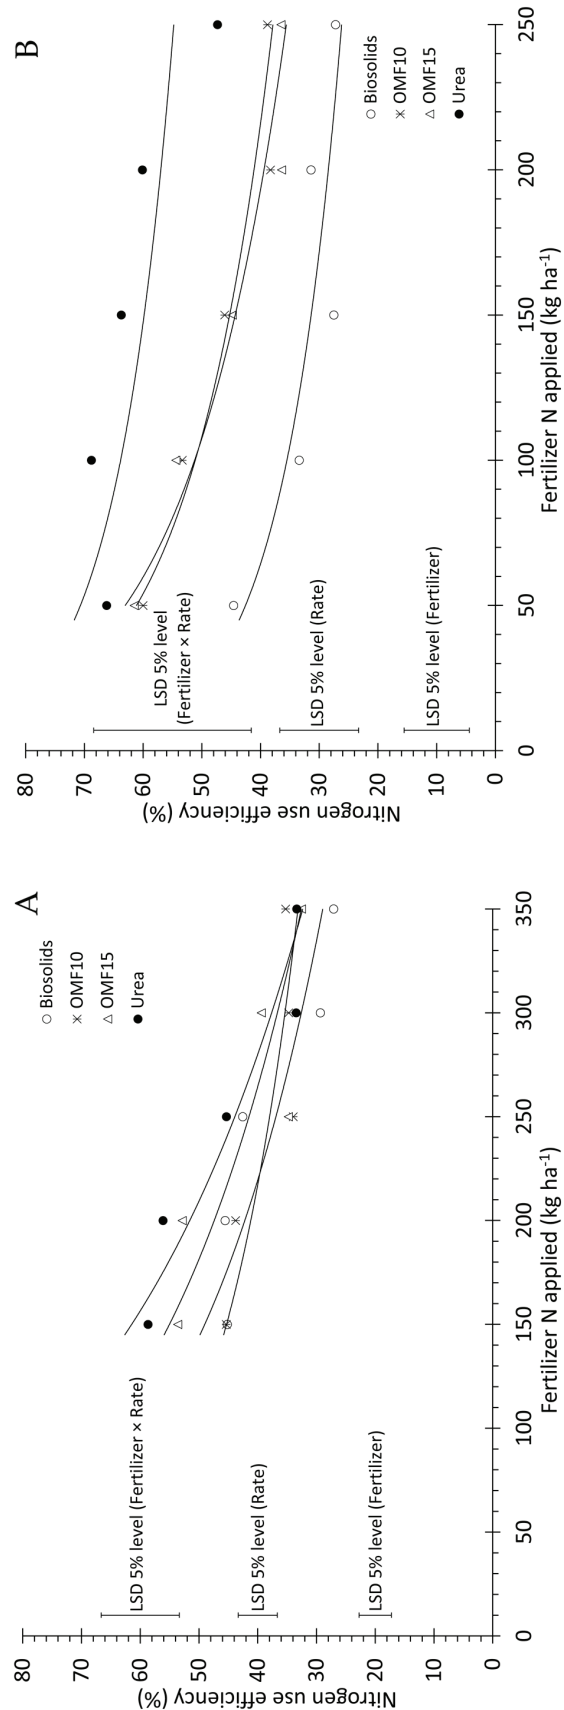 A
Nitrogen use efficiency (%)
80
70
60
50
40
30
20
10
0
LSD 5% level (Fertilizer × Rate)
LSD 5% level (Rate)
LSD 5% level (Fertilizer)
Biosolids
OMF10
OMF15
Urea
0 50 100 150 200 250 300 350
Fertilizer N applied (kg ha⁻¹)
B
Nitrogen use efficiency (%)
80
70
60
50
40
30
20
10
0
LSD 5% level
(Fertilizer × Rate)
LSD 5% level (Rate)
LSD 5% level (Fertilizer)
Biosolids
OMF10
OMF15
Urea
0 50 100 150 200 250
Fertilizer N applied (kg ha⁻¹)